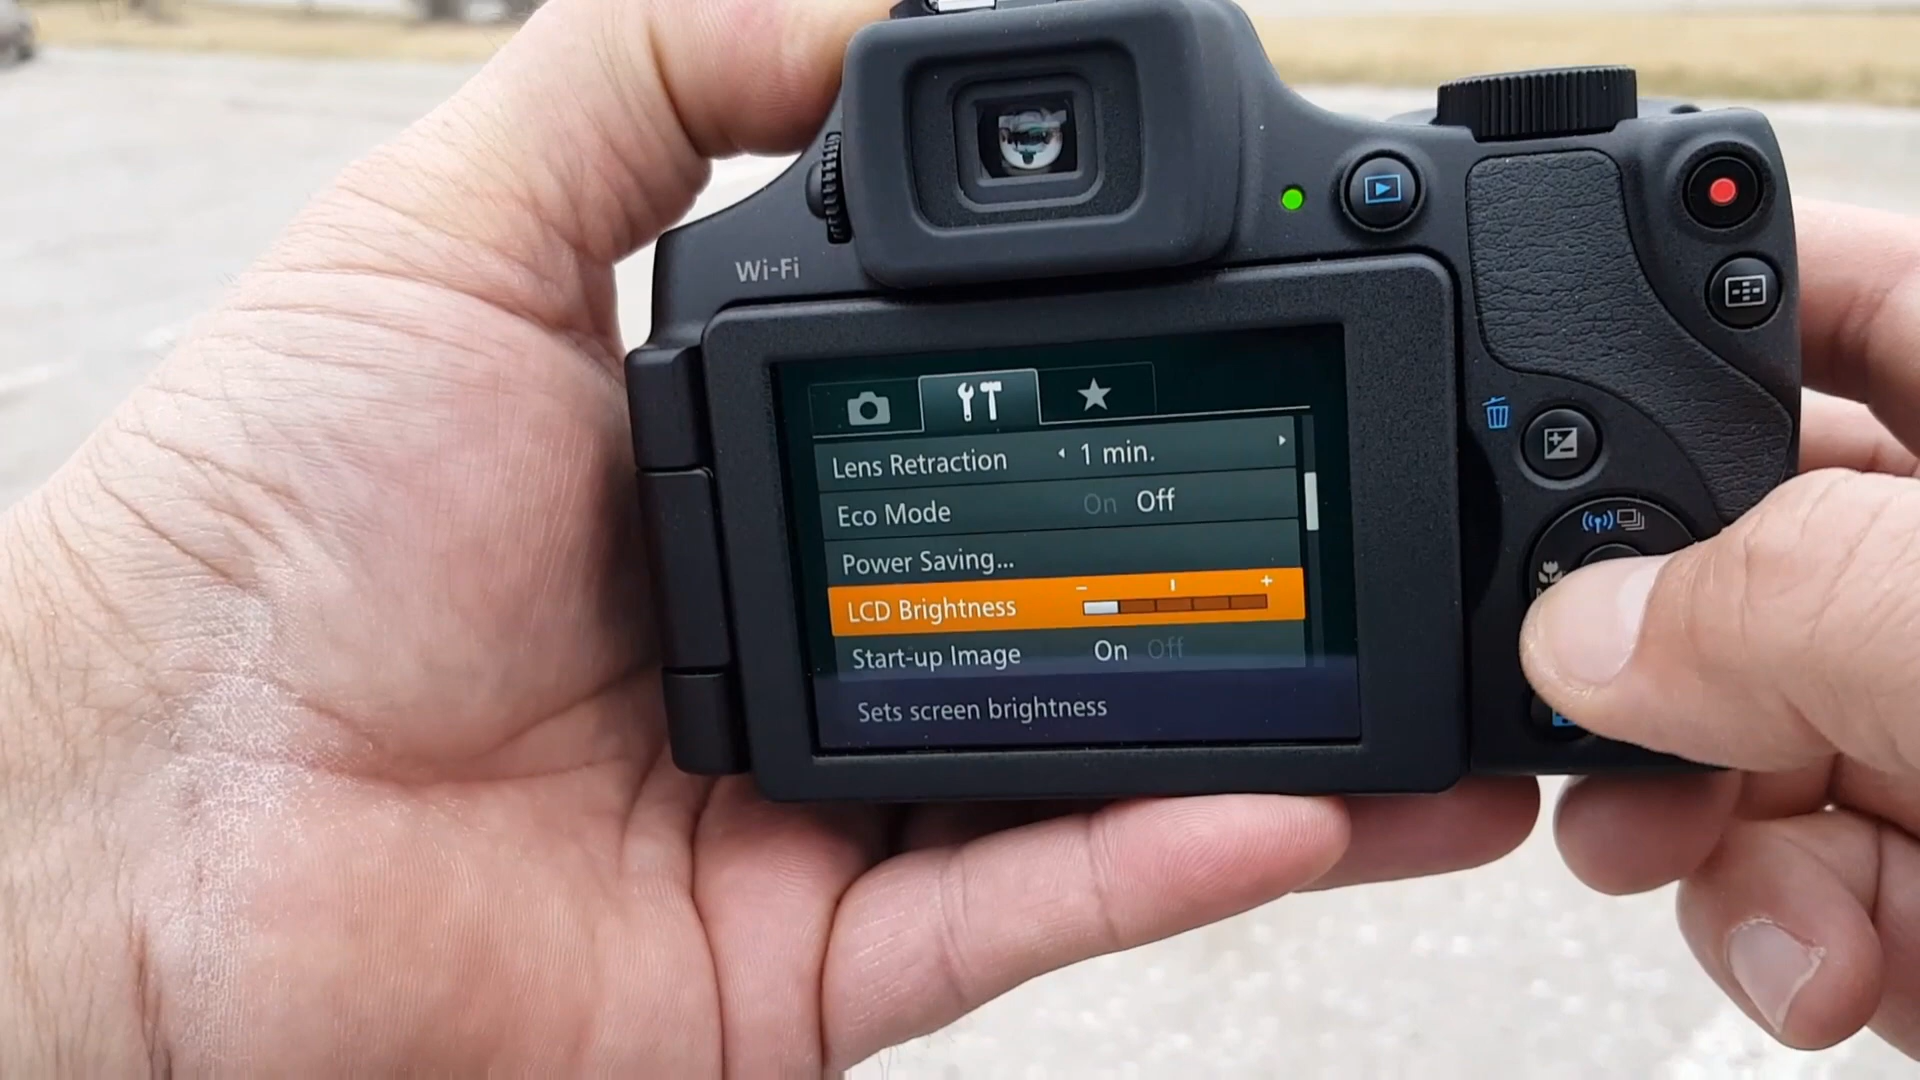 Wi-Fi
Lens Retraction 1 min.
Eco Mode On Off
Power Saving...
LCD Brightness - +
Start-up Image On Off
Sets screen brightness